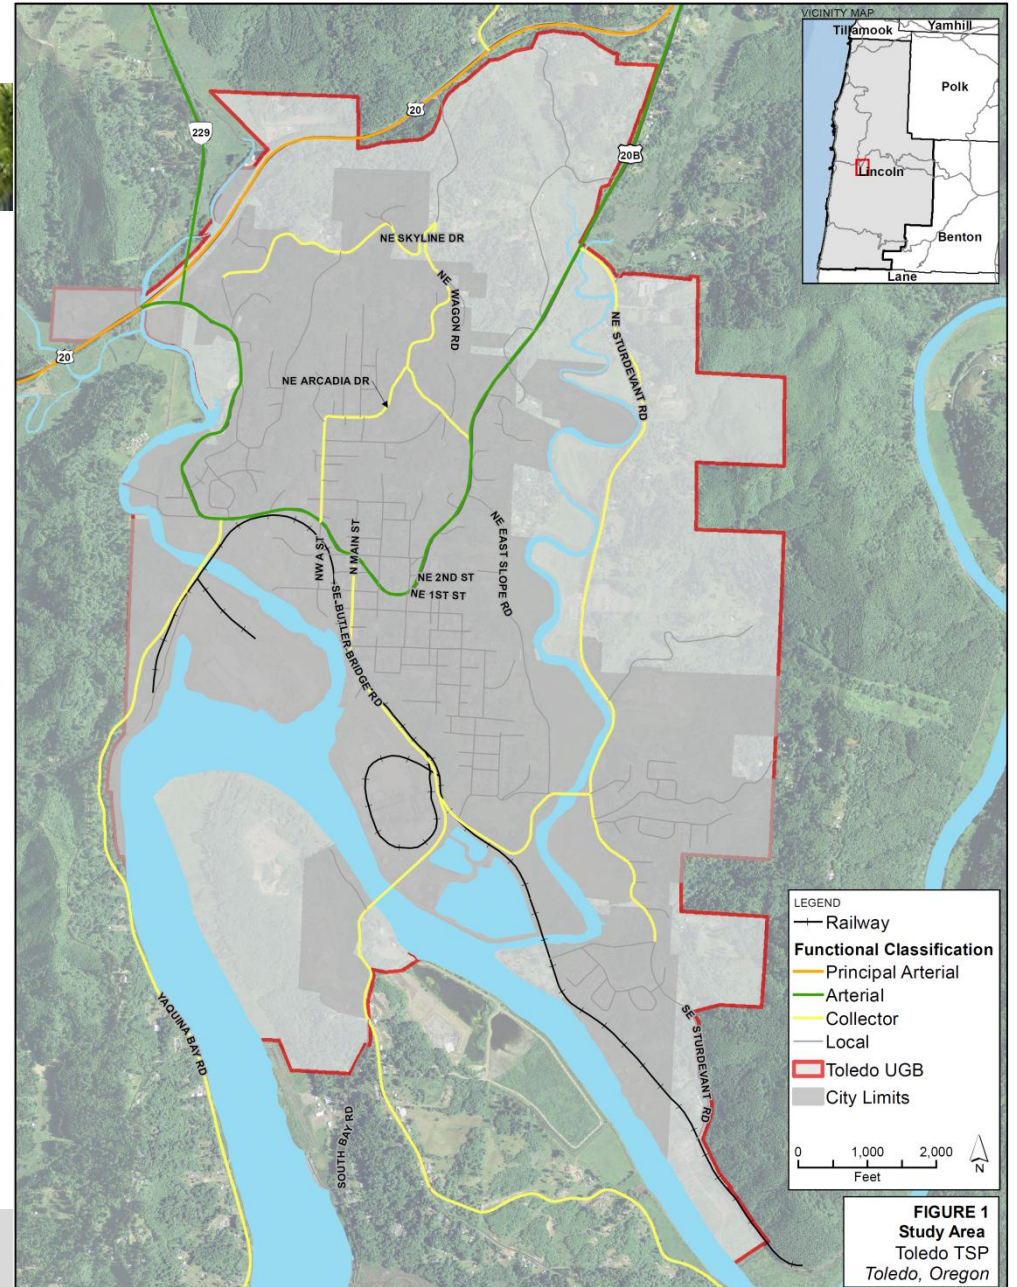 VICINITY MAP
Tillamook
Yamhill
Polk
Lincoln
Benton
Lane
20
229
20B
NE SKYLINE DR
NE WAGON RD
20
NE STURDEVANT RD
NE ARCADIA DR
NE EAST SLOPE RD
NW A ST
N MAIN ST
NE 2ND ST
NE 1ST ST
SE BUTLER BRIDGE RD
YAQUINA BAY RD
SE STURDEVANT RD
SOUTH BAY RD
LEGEND
Railway
Functional Classification
Principal Arterial
Arterial
Collector
Local
Toledo UGB
City Limits
0 1,000 2,000
Feet
N
FIGURE 1
Study Area
Toledo TSP
Toledo, Oregon